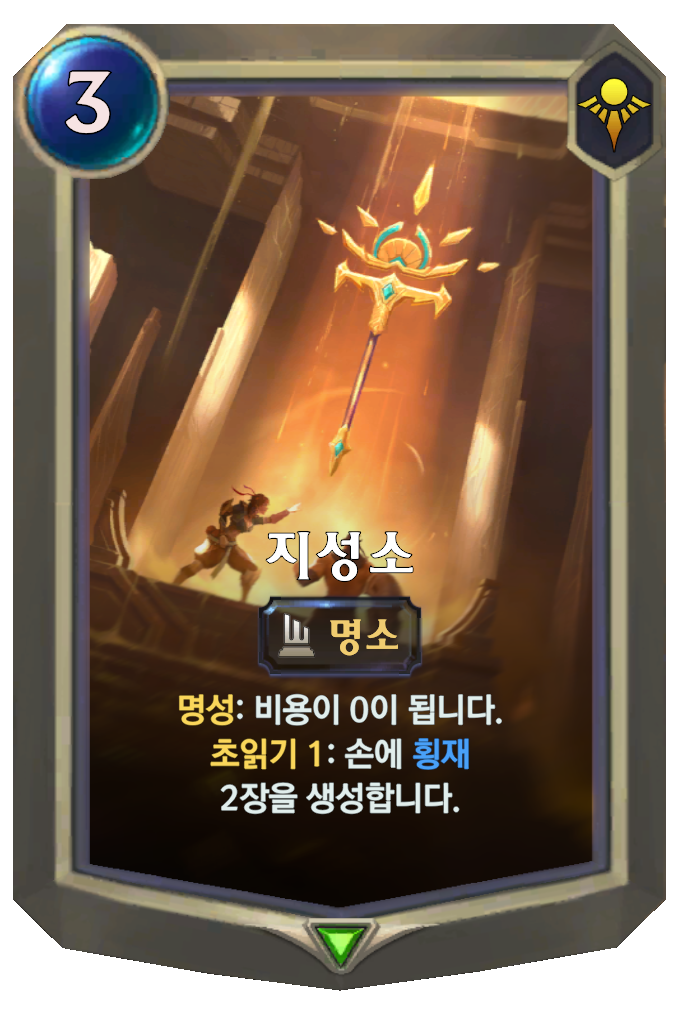 3
지성소
명소
명성: 비용이 0이 됩니다.
초읽기 1: 손에 횡재
2장을 생성합니다.